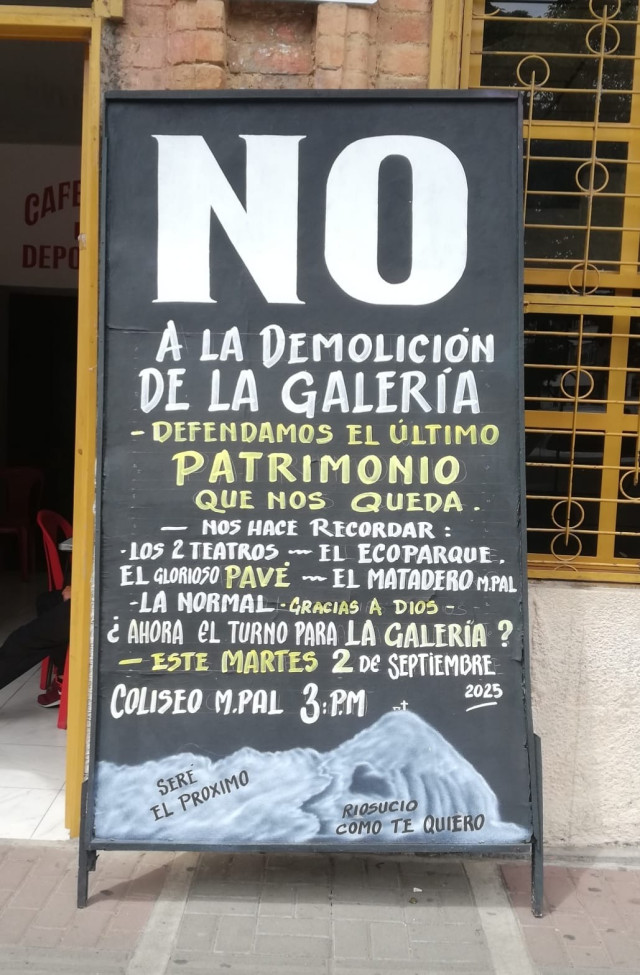 CAFE
DEPO
NO
A LA DEMOLICIÓN
DE LA GALERÍA
- DEFENDAMOS EL ÚLTIMO
PATRIMONIO
QUE NOS QUEDA.
— NOS HACE RECORDAR:
·LOS 2 TEATROS — EL ECOPARQUE.
EL GLORIOSO PAVÉ — EL MATADERO M.PAL
-LA NORMAL · GRACIAS A DIOS -
¿ AHORA EL TURNO PARA LA GALERÍA ?
— ESTE MARTES 2 DE SEPTIEMBRE
2025
COLISEO M.PAL 3:P.M
SERÉ
EL PROXIMO
RIOSUCIO
COMO TE QUIERO